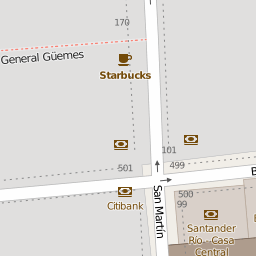 170
General Güemes
Starbucks
101
501
499
B
Citibank
San Martín
500
99
Santander
Río - Casa
Central